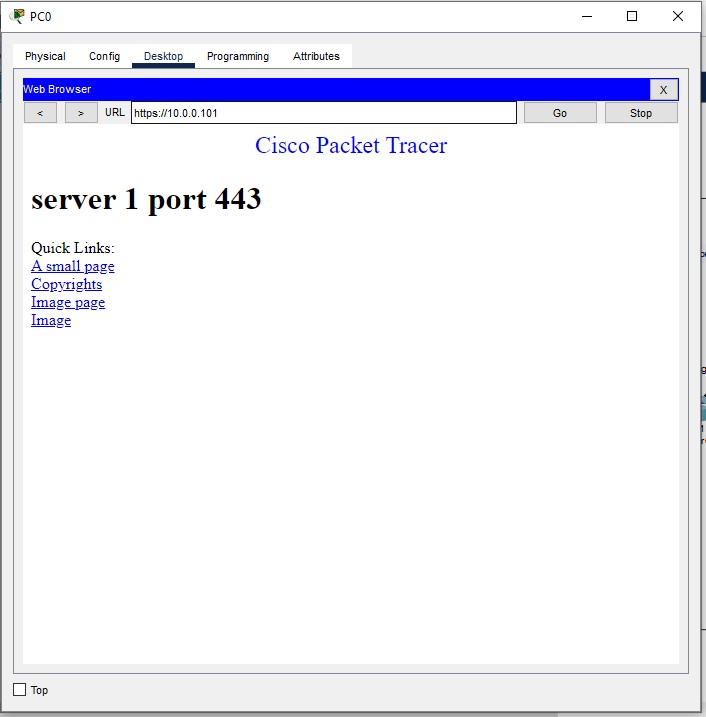 PC0
Physical Config Desktop Programming Attributes
Web Browser X
< > URL https://10.0.0.101 Go Stop
Cisco Packet Tracer
server 1 port 443
Quick Links:
A small page
Copyrights
Image page
Image
Top